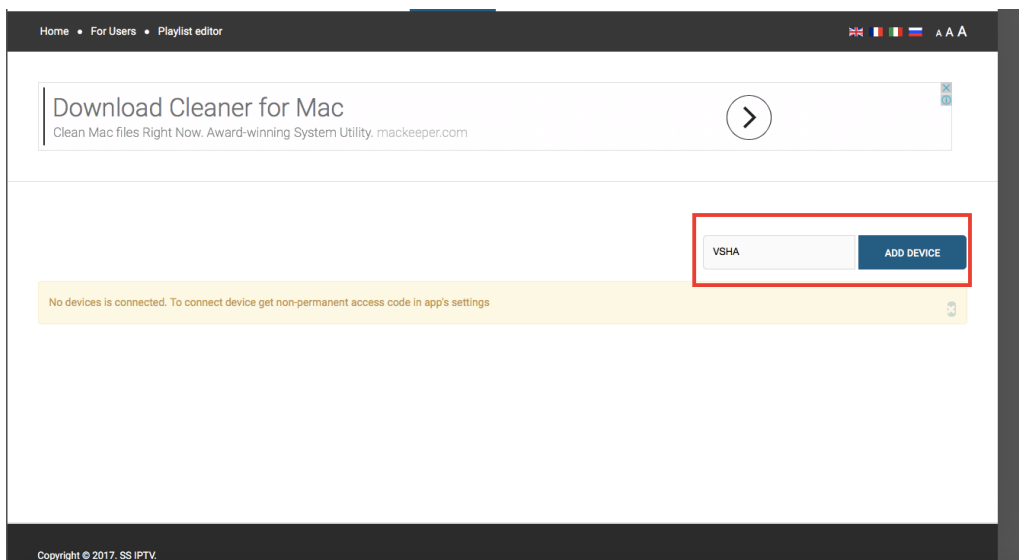 Home • For Users • Playlist editor
A A A
Download Cleaner for Mac
Clean Mac files Right Now. Award-winning System Utility. mackeeper.com
VSHA
ADD DEVICE
No devices is connected. To connect device get non-permanent access code in app's settings
Copyright © 2017. SS IPTV.